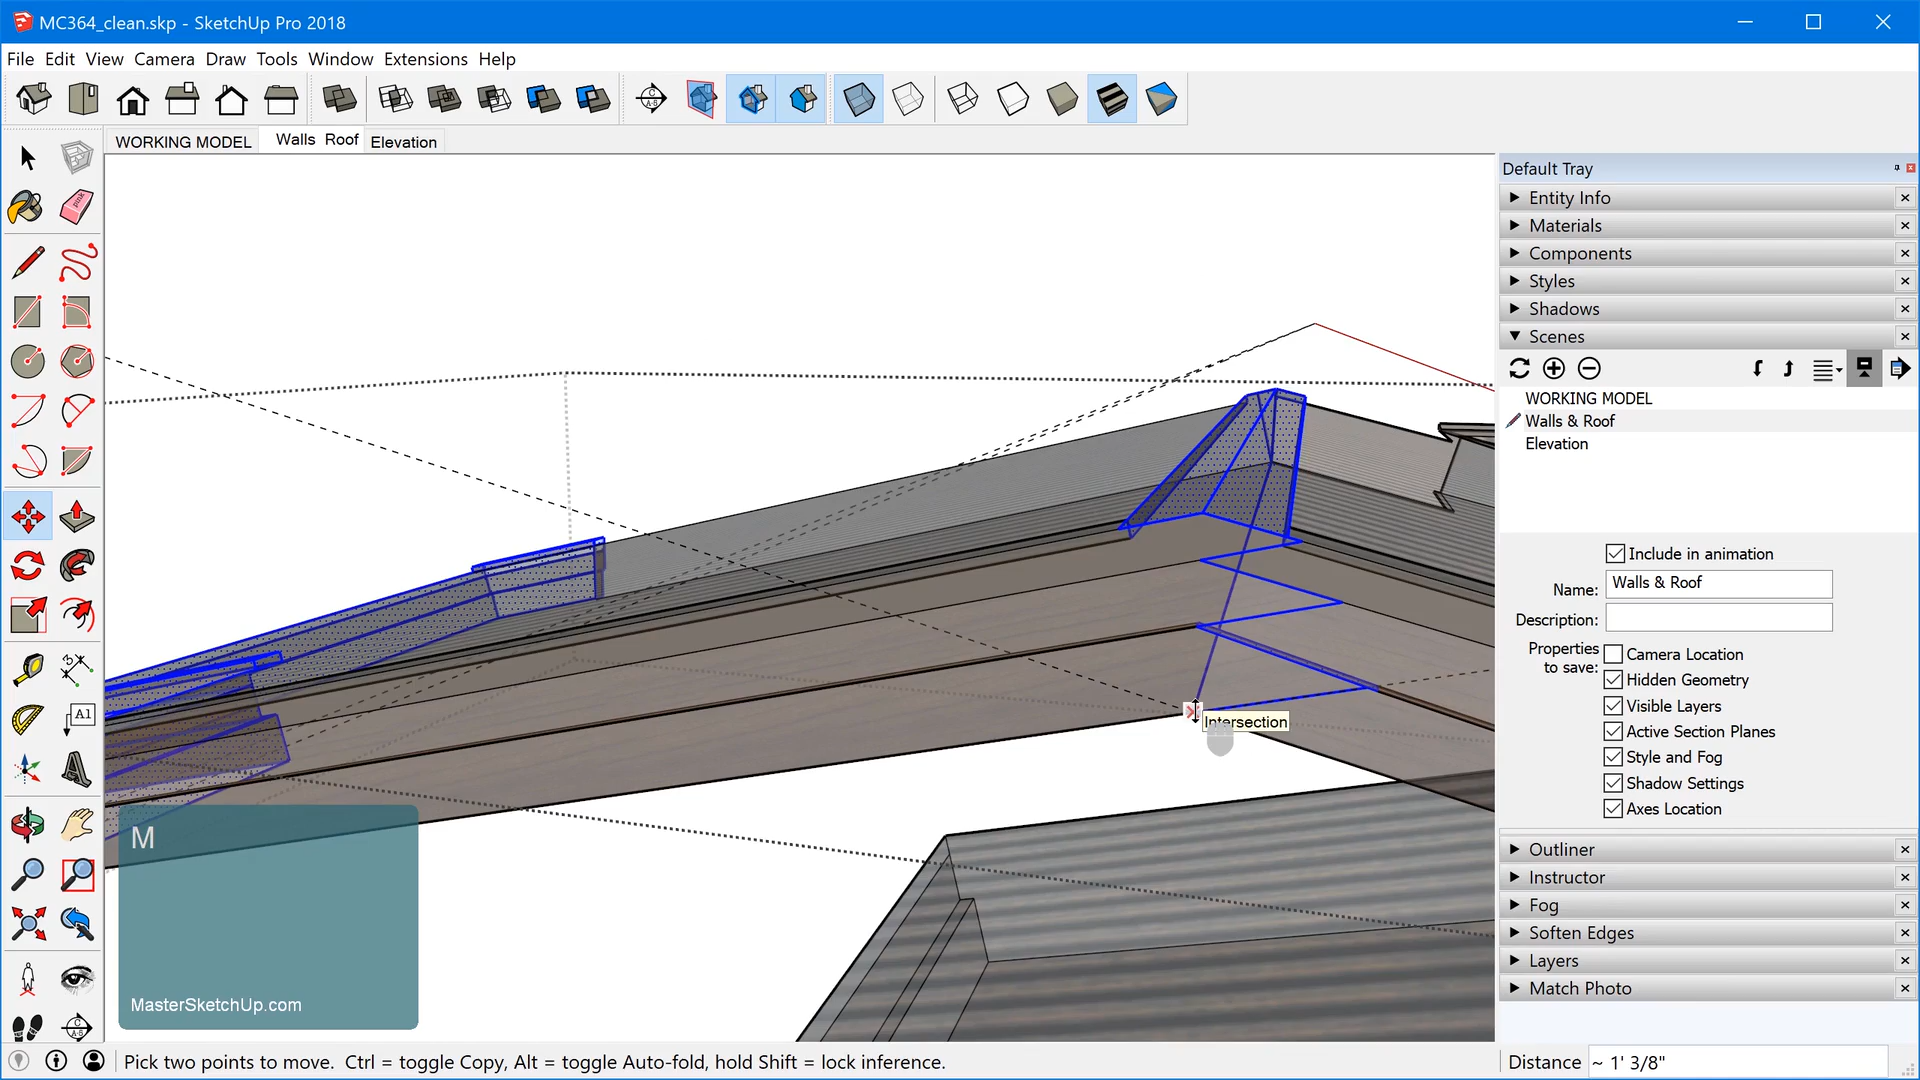 MC364_clean.skp - SketchUp Pro 2018
File Edit View Camera Draw Tools Window Extensions Help
WORKING MODEL Walls Roof Elevation
Default Tray
Entity Info
Materials
Components
Styles
Shadows
Scenes
WORKING MODEL
Walls & Roof
Elevation
Include in animation
Name: Walls & Roof
Description:
Properties to save:
Camera Location
Hidden Geometry
Visible Layers
Active Section Planes
Style and Fog
Shadow Settings
Axes Location
Outliner
Instructor
Fog
Soften Edges
Layers
Match Photo
Intersection
M
MasterSketchUp.com
Pick two points to move. Ctrl = toggle Copy, Alt = toggle Auto-fold, hold Shift = lock inference.
Distance ~ 1' 3/8"